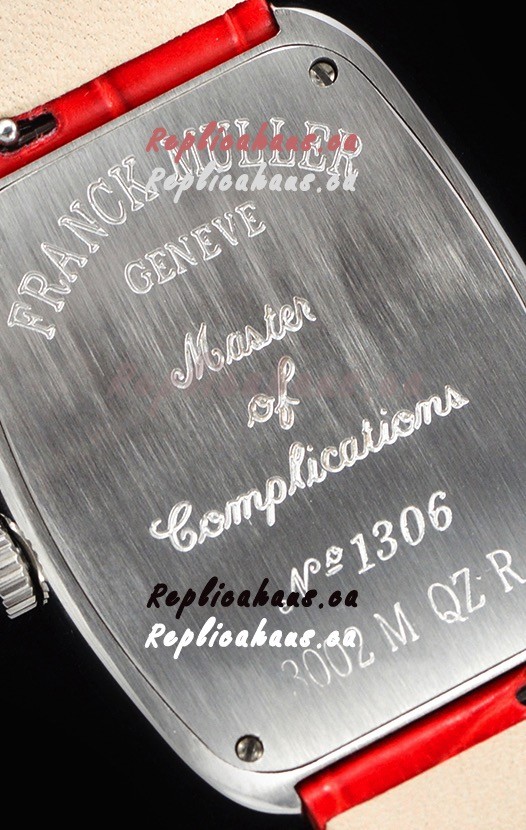 Replicahaus.ca
FRANCK MULLER
Replicahaus.ca
GENEVE
Master
of
Complications
Nº 1306
Replicahaus.ca
Replicahaus.ca
3002 M QZ R